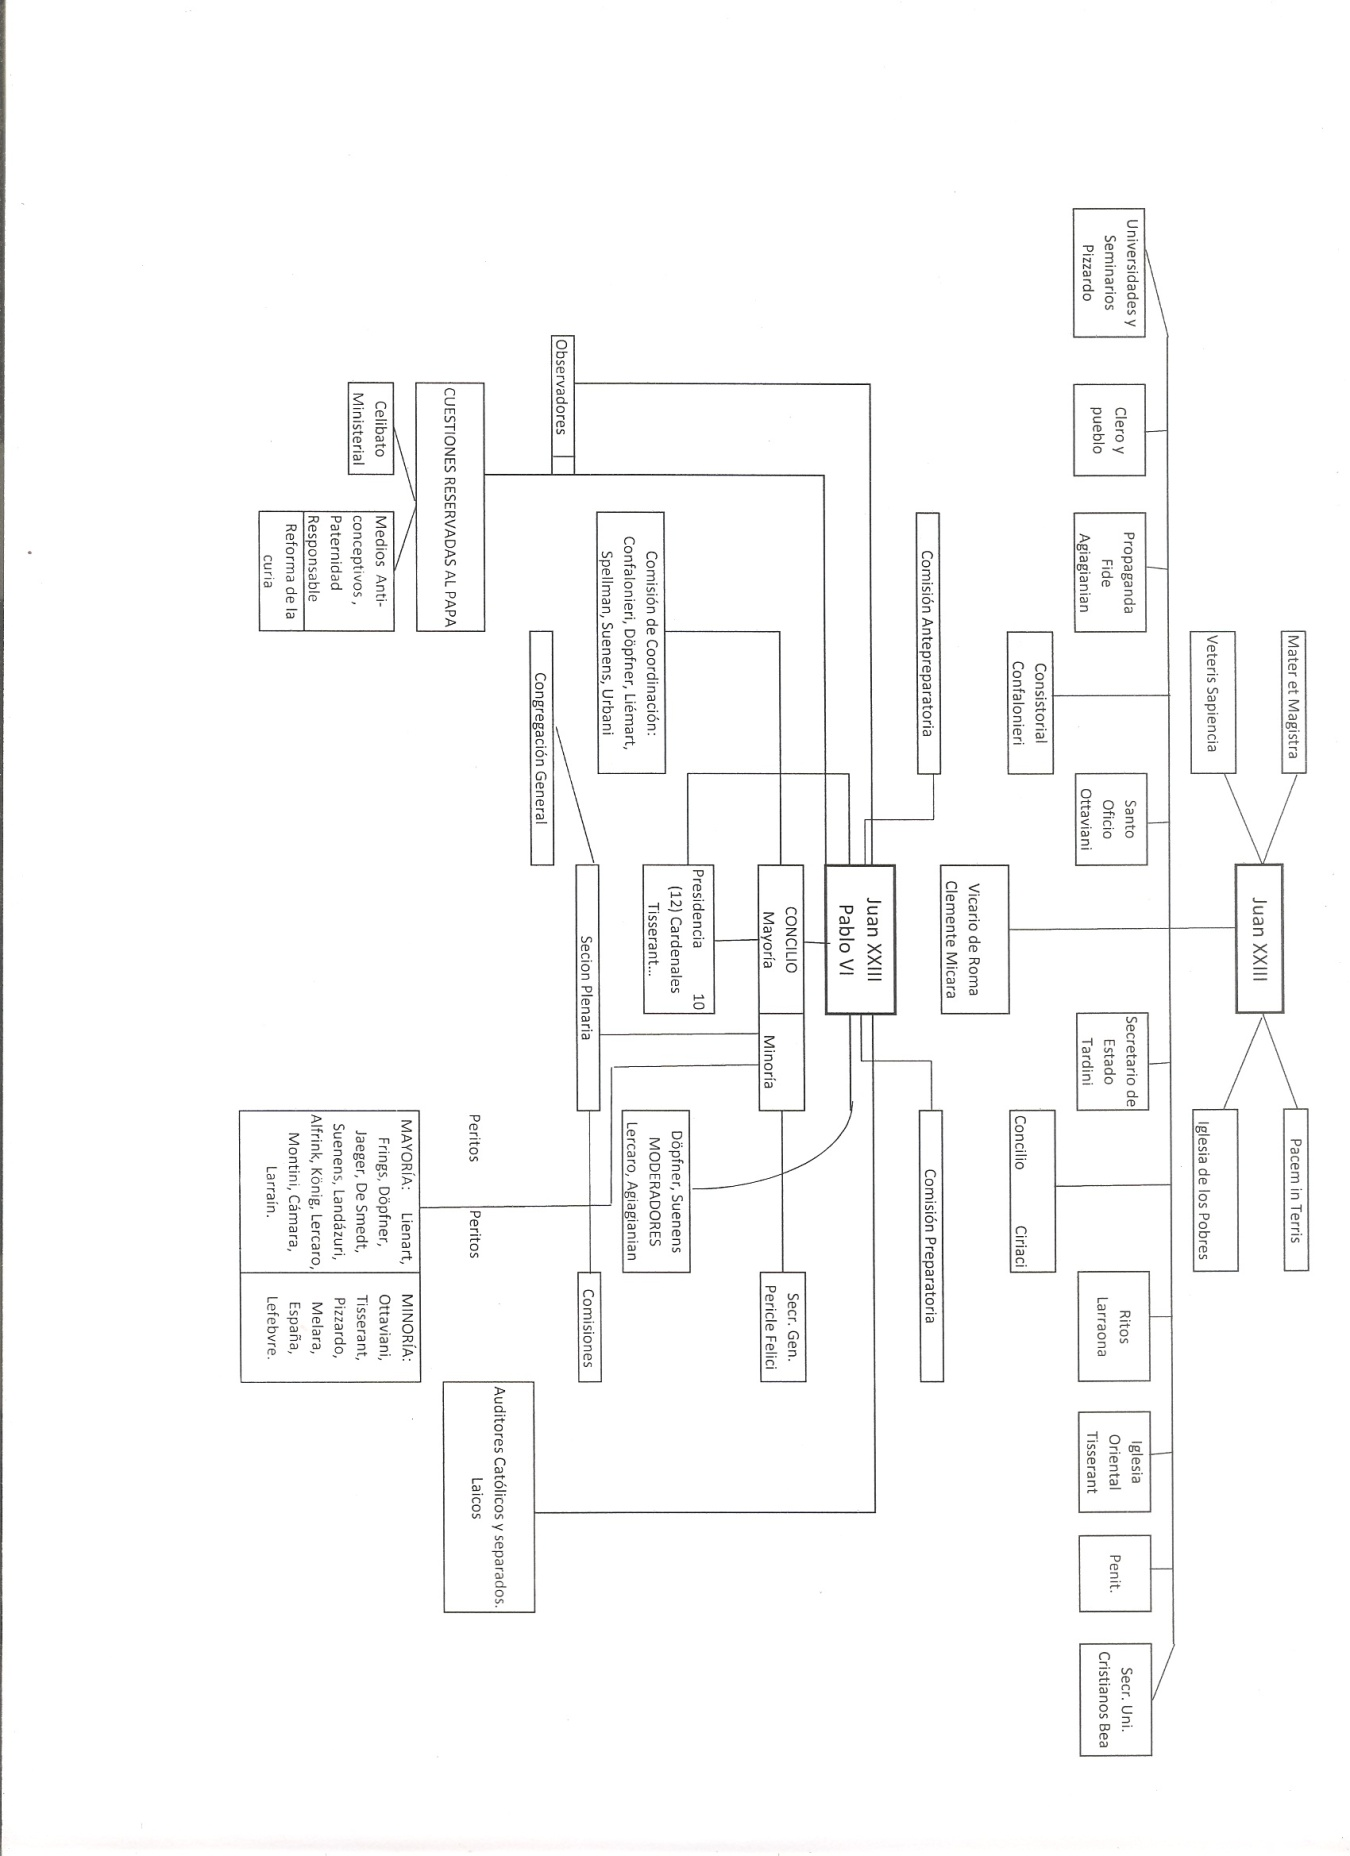 Mater et Magistra
Veteris Sapiencia
Juan XXIII
Pacem in Terris
Iglesia de los Pobres
Universidades y
Seminarios
Pizzardo
Clero y
pueblo
Propaganda
Fide
Agiagianian
Consistorial
Confalonieri
Santo
Oficio
Ottaviani
Vicario de Roma
Clemente Micara
Secretario de
Estado
Tardini
Concilio Ciriaci
Ritos
Larraona
Iglesia
Oriental
Tisserant
Penit.
Secr. Uni.
Cristianos Bea
Comisión Antepreparatoria
Juan XXIII
Pablo VI
Comisión Preparatoria
Observadores
Comisión de Coordinación:
Confalonieri, Döpfner, Liémart,
Spellman, Suenens, Urbani
CONCILIO
Mayoría
Minoría
Secr. Gen.
Pericle Felici
Presidencia 10
(12) Cardenales
Tisserant...
Döpfner, Suenens
MODERADORES
Lercaro, Agiagianian
Congregación General
Secion Plenaria
Comisiones
CUESTIONES RESERVADAS AL PAPA
Celibato
Ministerial
Medios Anti-
conceptivos ,
Paternidad
Responsable
Reforma de la
curia
Peritos Peritos
MAYORÍA: Lienart,
Frings, Döpfner,
Jaeger, De Smedt,
Suenens, Landázuri,
Alfrink, König, Lercaro,
Montini, Cámara,
Larraín.
MINORÍA:
Ottaviani,
Tisserant,
Pizzardo,
Melara,
España,
Lefebvre.
Auditores Católicos y separados.
Laicos